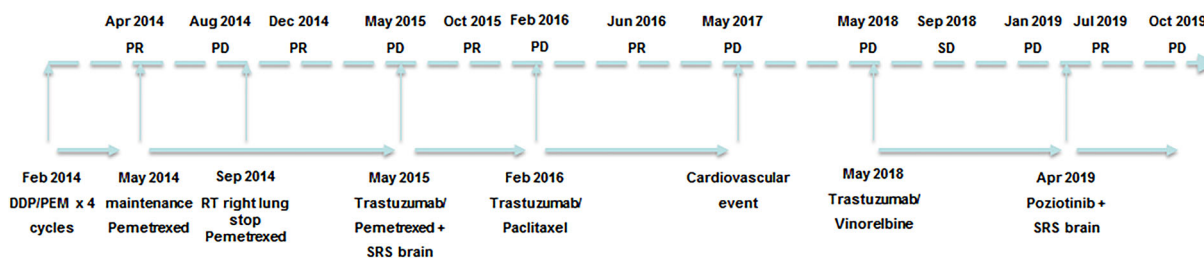 Apr 2014 Aug 2014 Dec 2014 May 2015 Oct 2015 Feb 2016 Jun 2016 May 2017 May 2018 Sep 2018 Jan 2019 Jul 2019 Oct 2019
PR PD PR PD PR PD PR PD PD SD PD PR PD
Feb 2014
DDP/PEM x 4
cycles
May 2014
maintenance
Pemetrexed
Sep 2014
RT right lung
stop
Pemetrexed
May 2015
Trastuzumab/
Pemetrexed +
SRS brain
Feb 2016
Trastuzumab/
Paclitaxel
Cardiovascular
event
May 2018
Trastuzumab/
Vinorelbine
Apr 2019
Poziotinib +
SRS brain